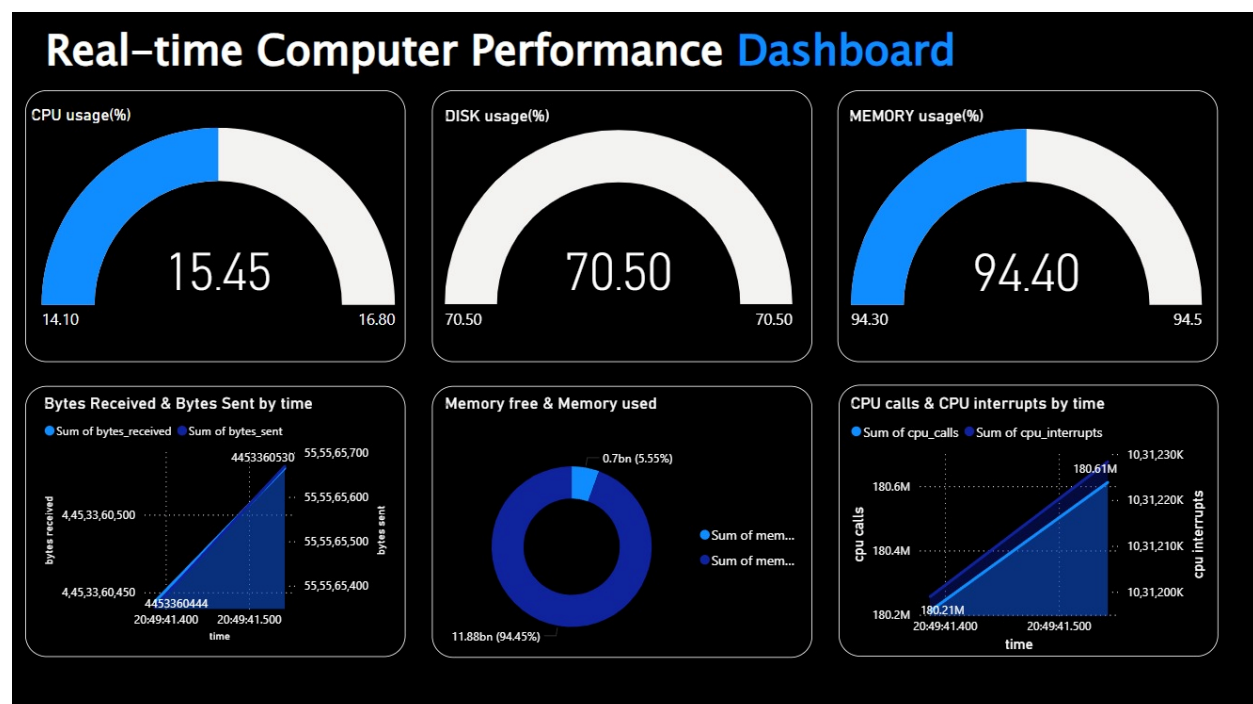 Real-time Computer Performance Dashboard
CPU usage(%)
15.45
14.10
16.80
DISK usage(%)
70.50
70.50
70.50
MEMORY usage(%)
94.40
94.30
94.5
Bytes Received & Bytes Sent by time
Sum of bytes_received Sum of bytes_sent
bytes received
4,45,33,60,500
4,45,33,60,450
4453360530
4453360444
55,55,65,700
55,55,65,600
55,55,65,500
55,55,65,400
bytes sent
20:49:41.400 20:49:41.500
time
Memory free & Memory used
0.7bn (5.55%)
11.88bn (94.45%)
Sum of mem...
Sum of mem...
CPU calls & CPU interrupts by time
Sum of cpu_calls Sum of cpu_interrupts
cpu calls
180.6M
180.4M
180.2M
180.61M
180.21M
10,31,230K
10,31,220K
10,31,210K
10,31,200K
cpu interrupts
20:49:41.400 20:49:41.500
time